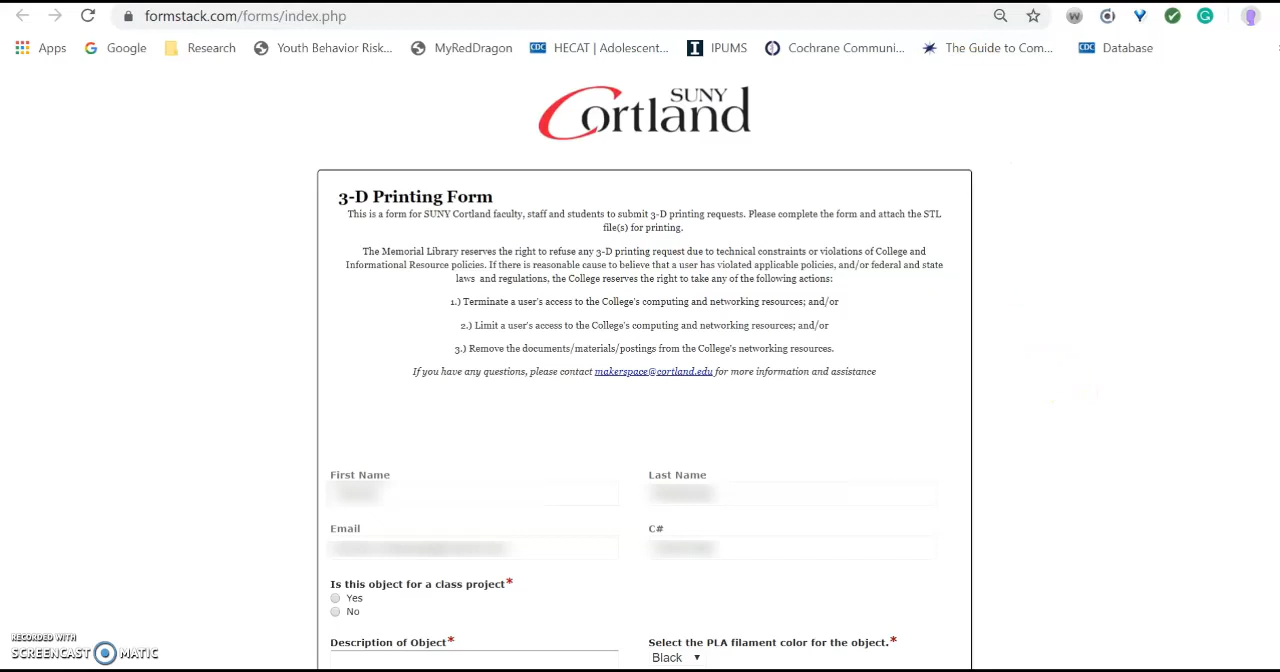 formstack.com/forms/index.php
Apps Google Research Youth Behavior Risk... MyRedDragon CDC HECAT | Adolescent... IPUMS Cochrane Communi... The Guide to Com... CDC Database
SUNY
Cortland
3-D Printing Form
This is a form for SUNY Cortland faculty, staff and students to submit 3-D printing requests. Please complete the form and attach the STL
file(s) for printing.
The Memorial Library reserves the right to refuse any 3-D printing request due to technical constraints or violations of College and
Informational Resource policies. If there is reasonable cause to believe that a user has violated applicable policies, and/or federal and state
laws and regulations, the College reserves the right to take any of the following actions:
1.) Terminate a user's access to the College's computing and networking resources; and/or
2.) Limit a user's access to the College's computing and networking resources; and/or
3.) Remove the documents/materials/postings from the College's networking resources.
If you have any questions, please contact makerspace@cortland.edu for more information and assistance
First Name Last Name
Email C#
Is this object for a class project*
Yes
No
Description of Object* Select the PLA filament color for the object.*
Black
RECORDED WITH
SCREENCAST MATIC